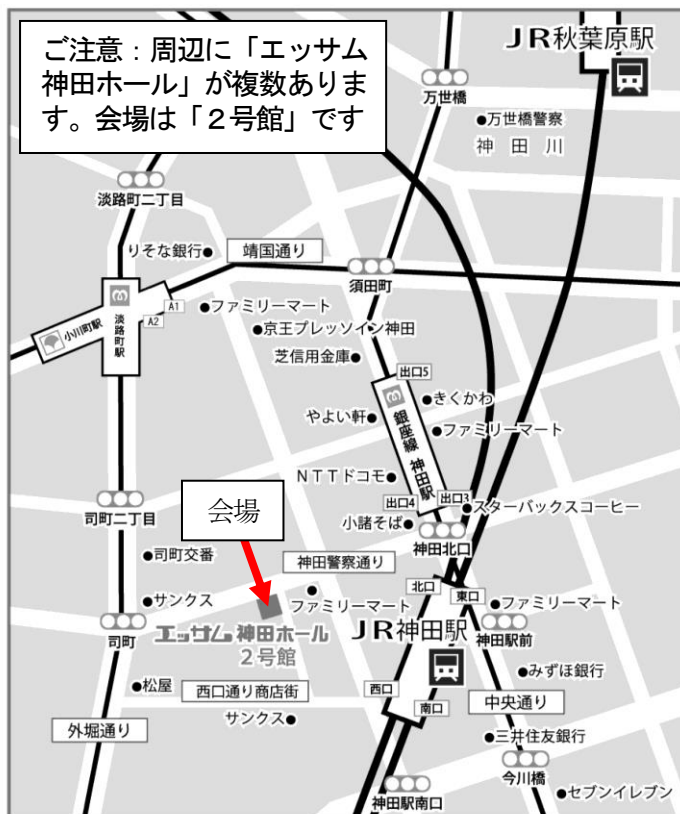 ご注意：周辺に「エッサム
神田ホール」が複数ありま
す。会場は「２号館」です
ＪＲ秋葉原駅
万世橋
万世橋警察
神田川
淡路町二丁目
りそな銀行
靖国通り
須田町
A1
A2
淡路町駅
小川町駅
ファミリーマート
京王プレッソイン神田
芝信用金庫
出口5
きくかわ
やよい軒
ファミリーマート
銀座線 神田駅
ＮＴＴドコモ
出口4
出口3
スターバックスコーヒー
小諸そば
神田北口
司町二丁目
会場
司町交番
神田警察通り
北口
東口
サンクス
ファミリーマート
ファミリーマート
司町
エッサム 神田ホール
２号館
ＪＲ神田駅
神田駅前
みずほ銀行
松屋
西口通り商店街
西口
南口
中央通り
サンクス
外堀通り
三井住友銀行
今川橋
神田駅南口
セブンイレブン